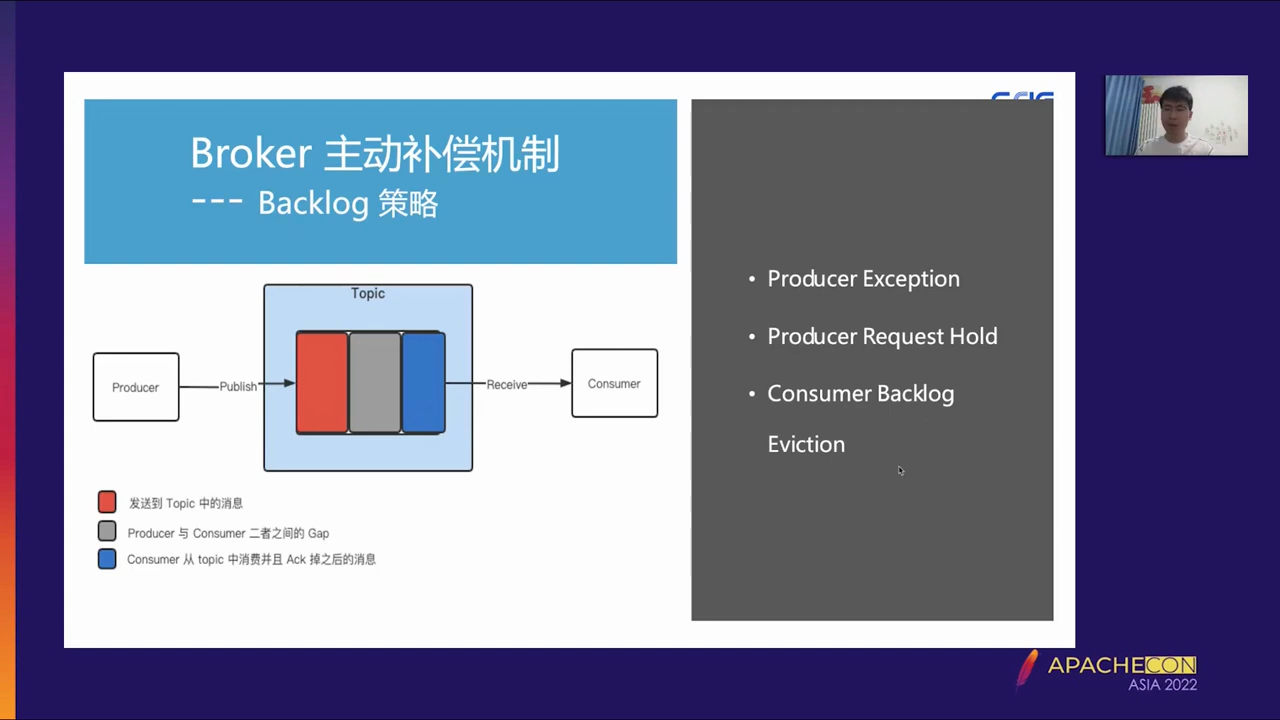 Broker 主动补偿机制
--- Backlog 策略
Topic
Producer
Publish
Receive
Consumer
发送到 Topic 中的消息
Producer 与 Consumer 二者之间的 Gap
Consumer 从 topic 中消费并且 Ack 掉之后的消息
• Producer Exception
• Producer Request Hold
• Consumer Backlog
Eviction
APACHECON
ASIA 2022